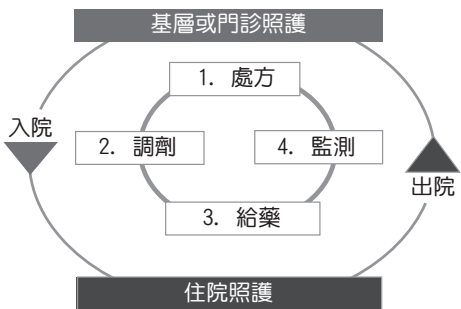 基層或門診照護
1. 處方
入院
2. 調劑
4. 監測
出院
3. 給藥
住院照護